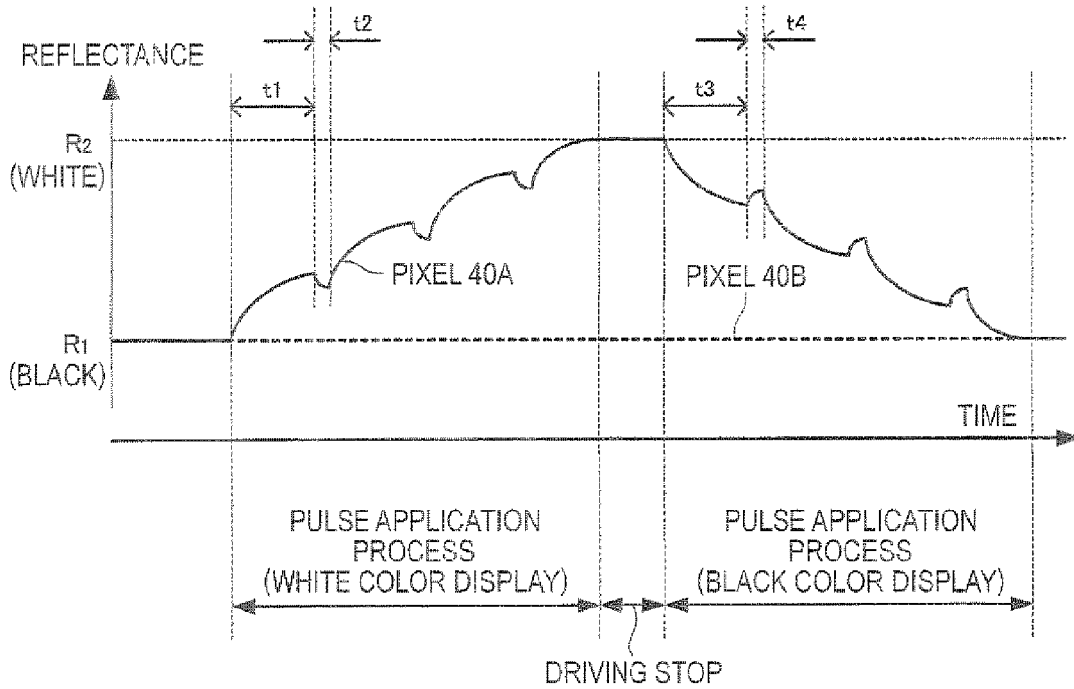 t2
t4
REFLECTANCE
t1
t3
R2
(WHITE)
PIXEL 40A
PIXEL 40B
R1
(BLACK)
TIME
PULSE APPLICATION
PROCESS
(WHITE COLOR DISPLAY)
PULSE APPLICATION
PROCESS
(BLACK COLOR DISPLAY)
DRIVING STOP